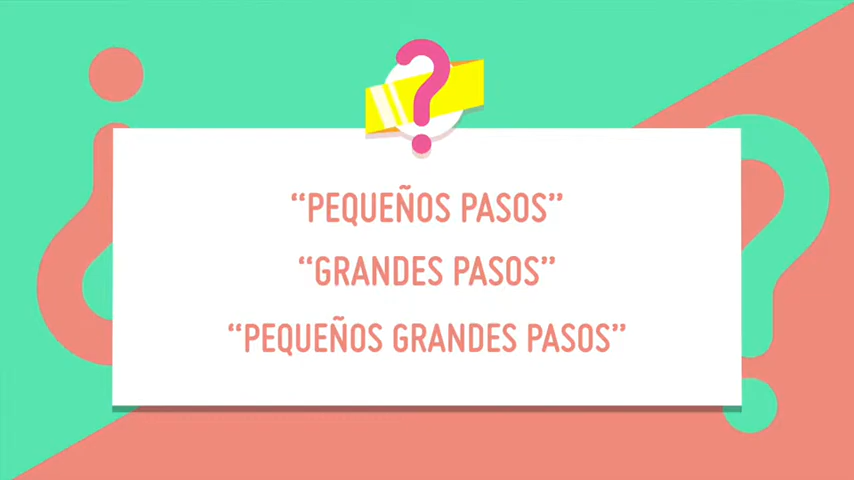 “PEQUEÑOS PASOS”
“GRANDES PASOS”
“PEQUEÑOS GRANDES PASOS”